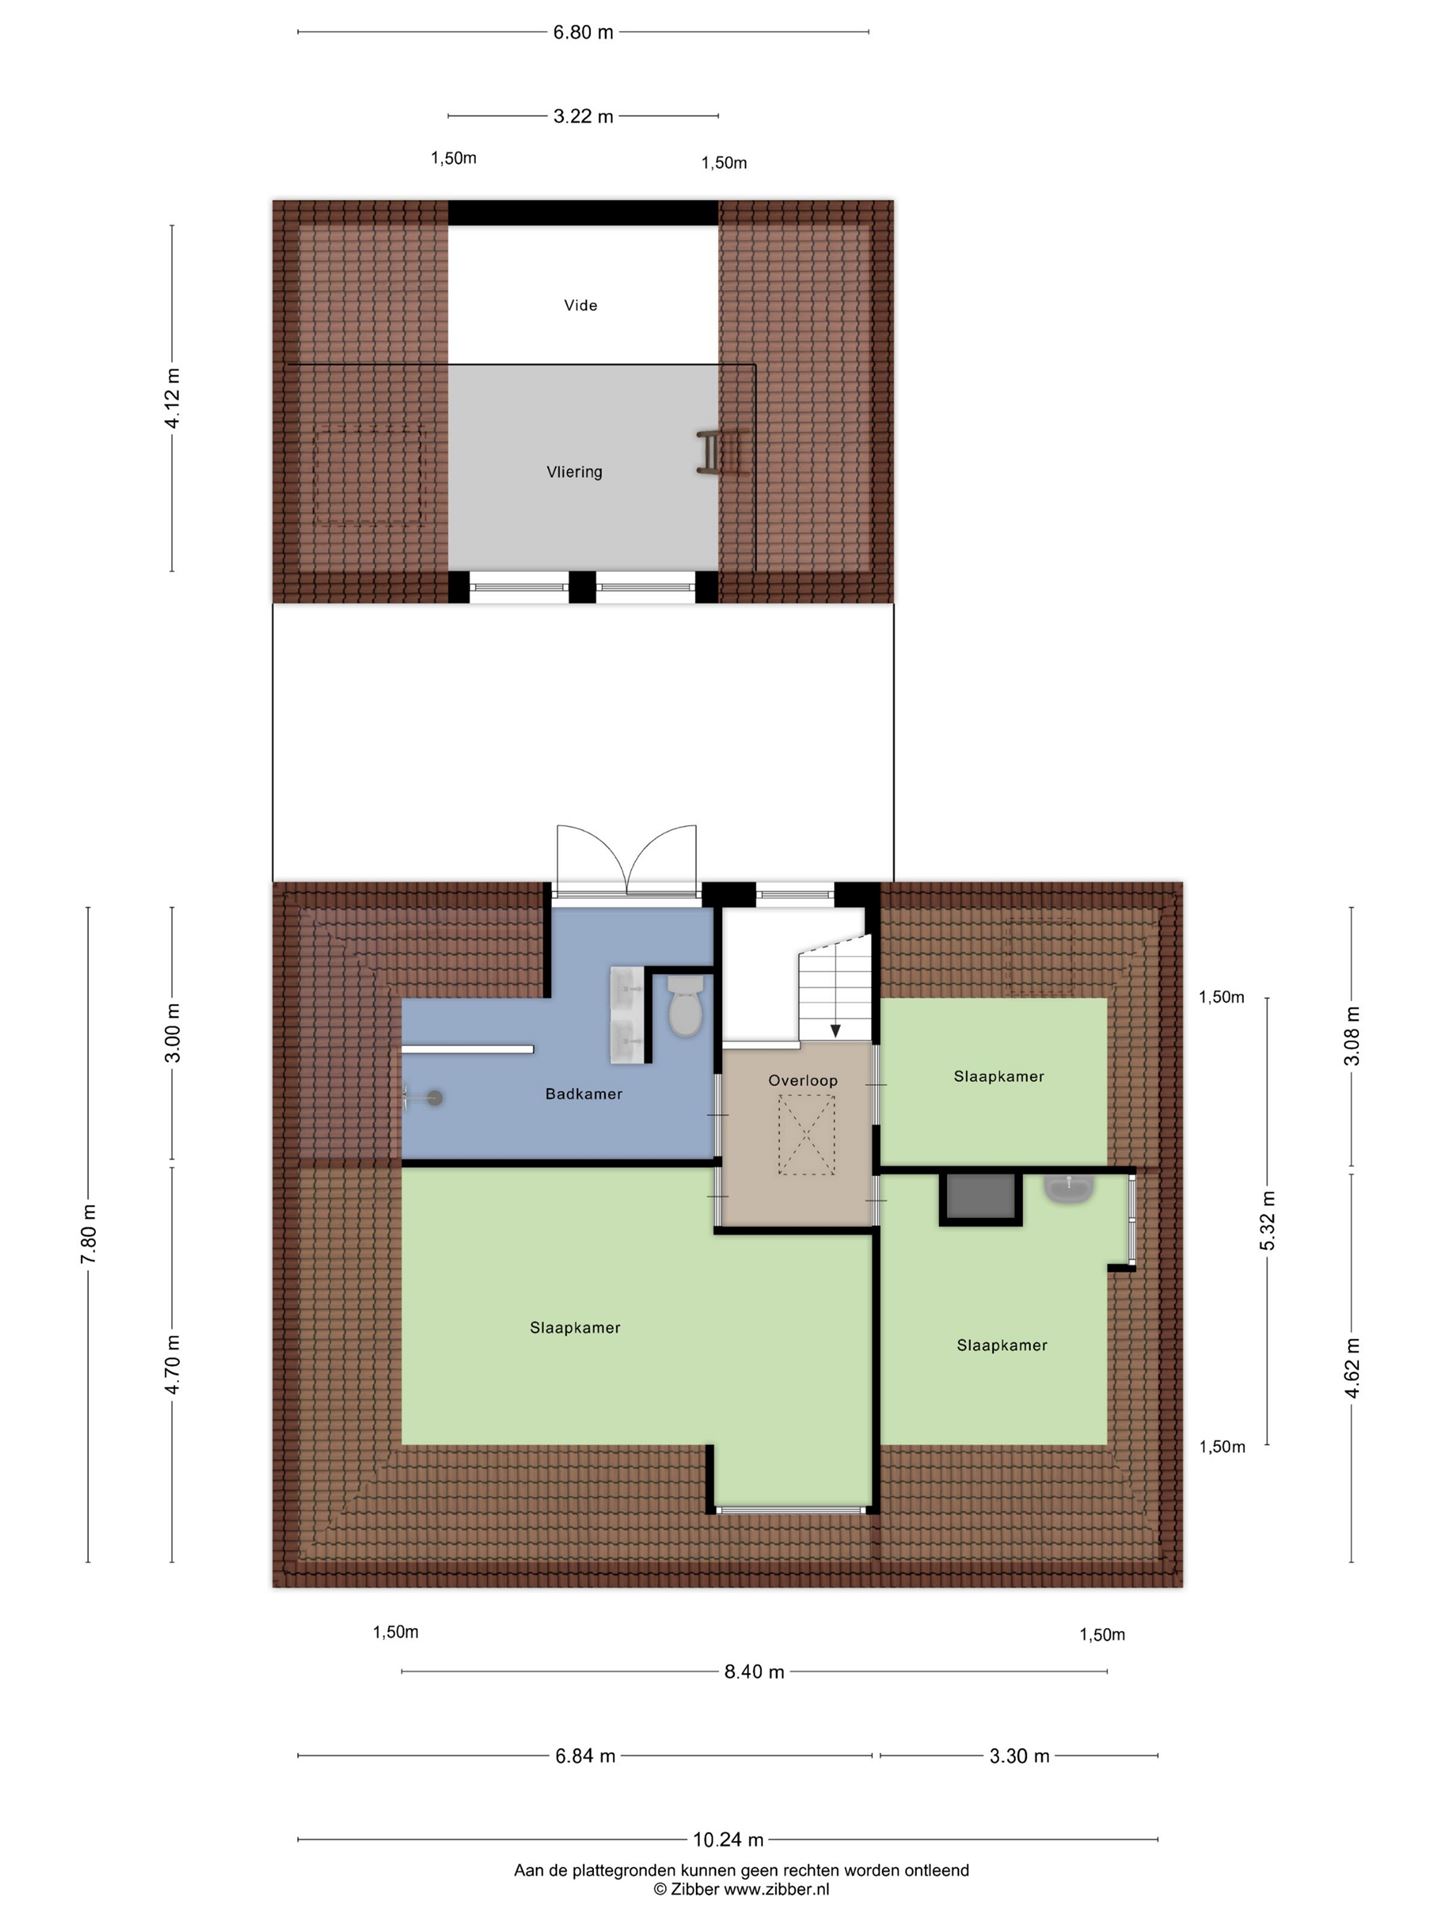 6.80 m
3.22 m
1,50m
1,50m
Vide
4.12 m
Vliering
1,50m
3.00 m
3.08 m
Slaapkamer
Overloop
Badkamer
7.80 m
5.32 m
Slaapkamer
Slaapkamer
4.70 m
4.62 m
1,50m
1,50m
1,50m
8.40 m
6.84 m
3.30 m
10.24 m
Aan de plattegronden kunnen geen rechten worden ontleend
© Zibber www.zibber.nl